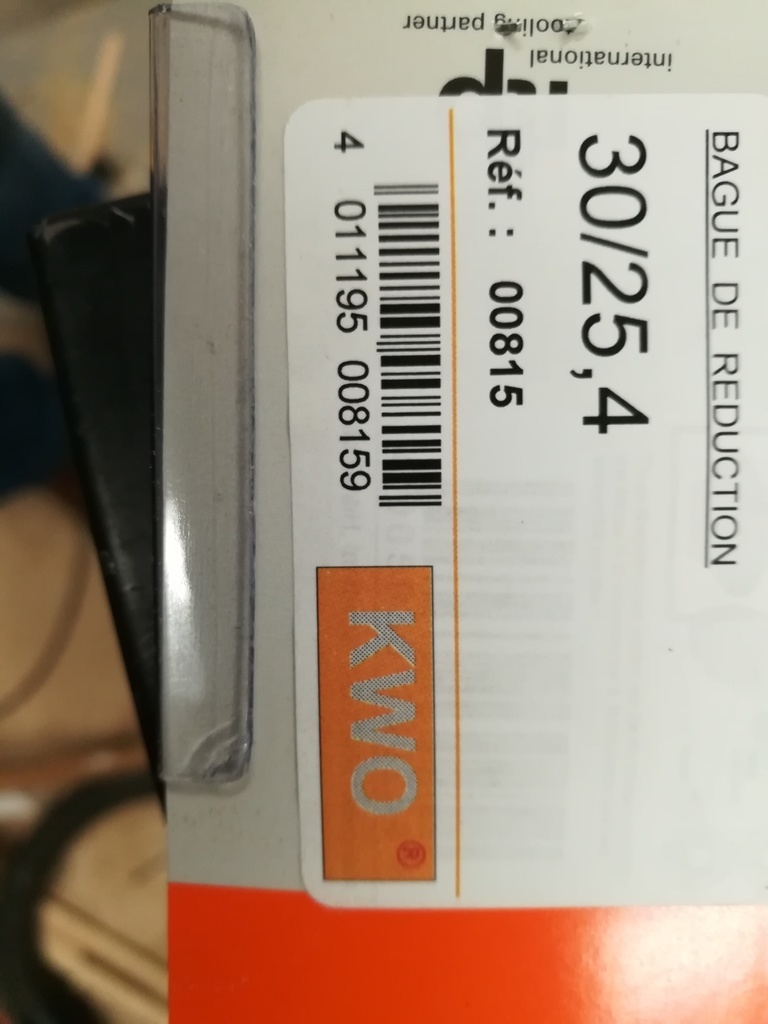 BAGUE DE REDUCTION
30/25,4
Réf. : 00815
4 011195 008159
KWO ®
international
tooling partner